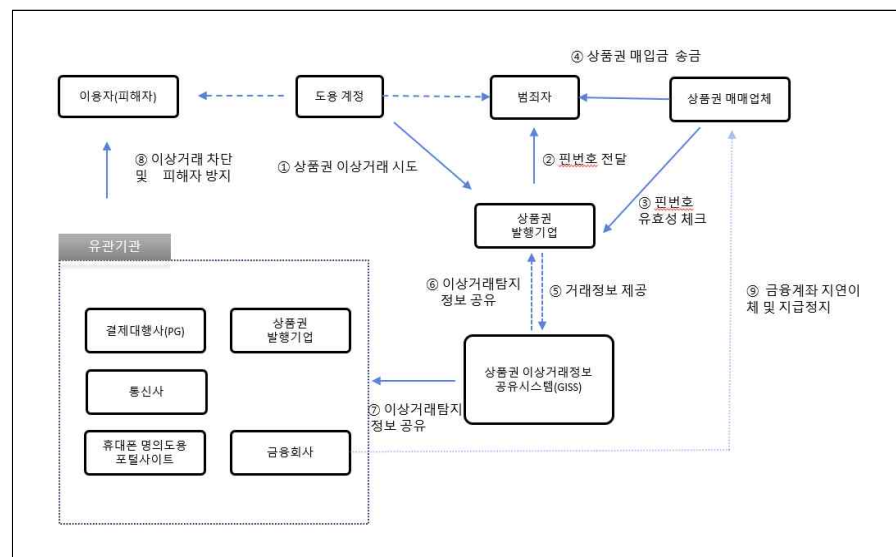 ④ 상품권 매입금 송금
이용자(피해자)
도용 계정
범죄자
상품권 매매업체
⑧ 이상거래 차단
및 피해자 방지
① 상품권 이상거래 시도
② 핀번호 전달
③ 핀번호
유효성 체크
상품권
발행기업
유관기관
⑥ 이상거래탐지
정보 공유
⑤ 거래정보 제공
⑨ 금융계좌 지연이
체 및 지급정지
결제대행사(PG)
상품권
발행기업
상품권 이상거래정보
공유시스템(GISS)
통신사
⑦ 이상거래탐지
정보 공유
휴대폰 명의도용
포털사이트
금융회사